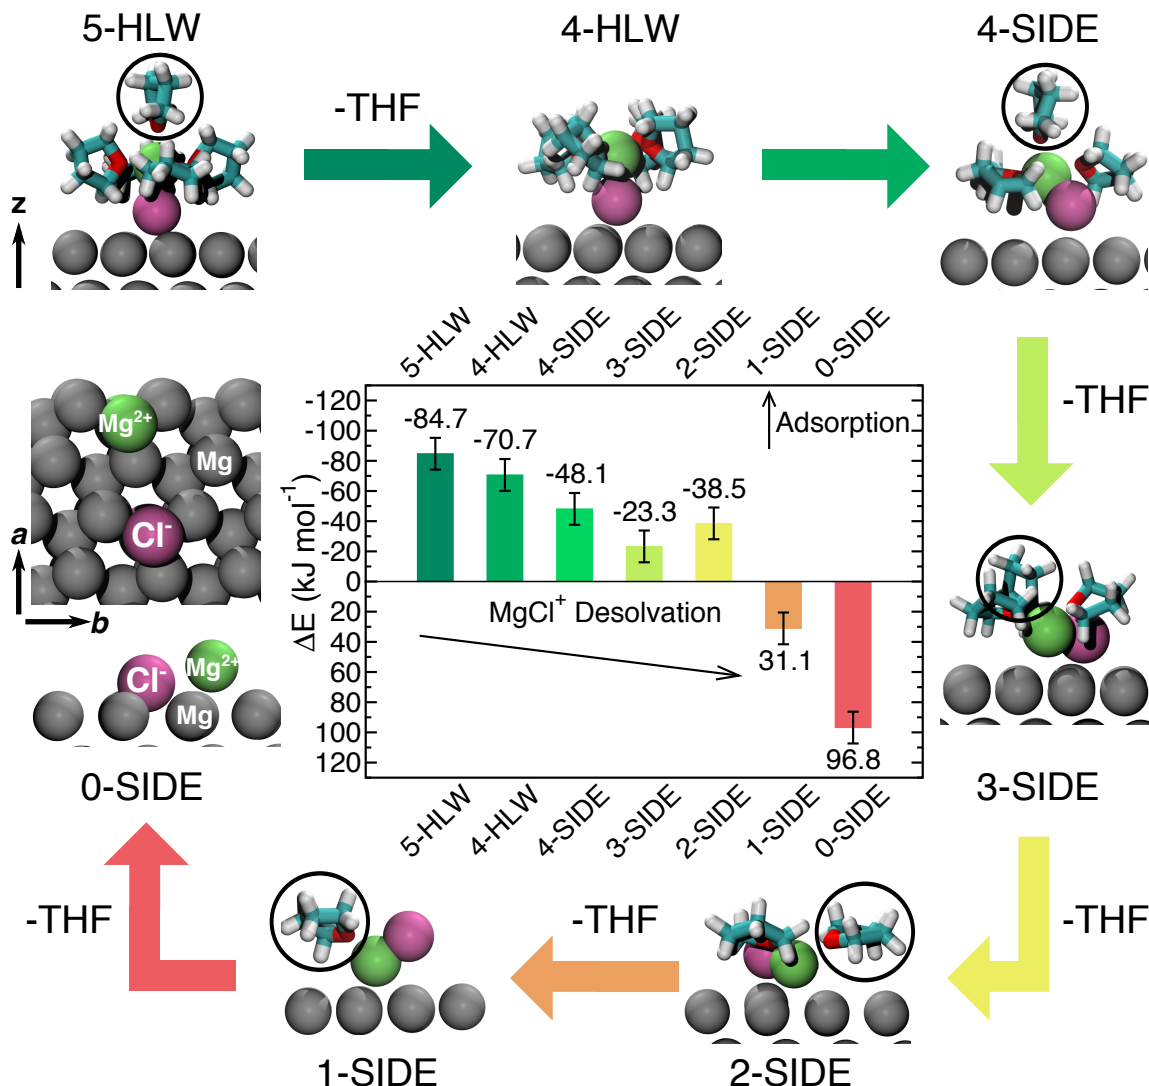 5-HLW
4-HLW
4-SIDE
-THF
z
5-HLW
4-HLW
4-SIDE
3-SIDE
2-SIDE
1-SIDE
0-SIDE
-THF
Mg²⁺
Mg
Cl⁻
a
b
Cl⁻
Mg²⁺
Mg
ΔE (kJ mol⁻¹)
-120
-100
-80
-60
-40
-20
0
20
40
60
80
100
120
-84.7
-70.7
-48.1
-23.3
-38.5
31.1
96.8
Adsorption
MgCl⁺ Desolvation
5-HLW
4-HLW
4-SIDE
3-SIDE
2-SIDE
1-SIDE
0-SIDE
0-SIDE
3-SIDE
-THF
-THF
-THF
1-SIDE
2-SIDE